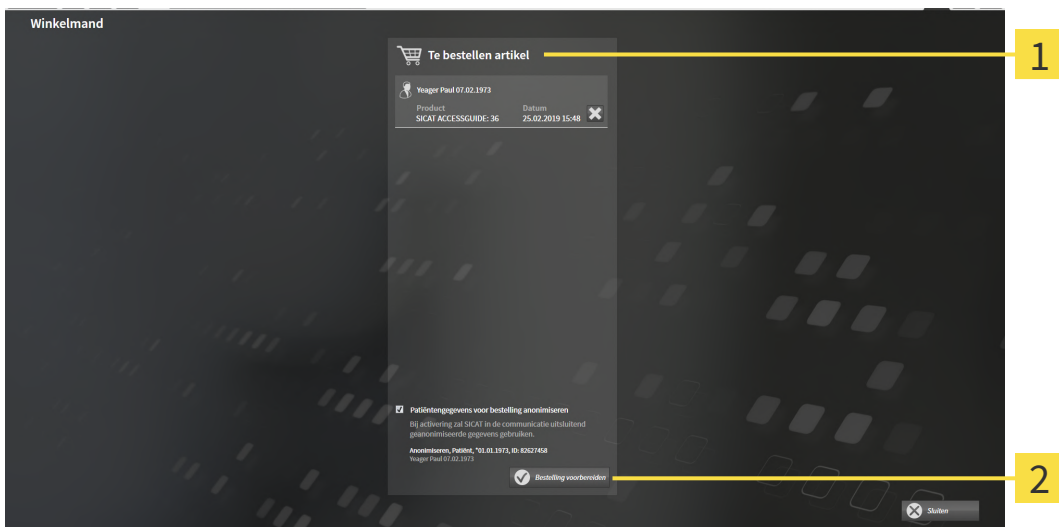 Winkelmand
Te bestellen artikel
1
Yeager Paul 07.02.1973
Product Datum
SICAT ACCESSGUIDE: 36 25.02.2019 15:48
Patiëntengegevens voor bestelling anonimiseren
Bij activering zal SICAT in de communicatie uitsluitend
geanonimiseerde gegevens gebruiken.
Anonimiseren, Patiënt, *01.01.1973, ID: 82627458
Yeager Paul 07.02.1973
Bestelling voorbereiden
2
Sluiten